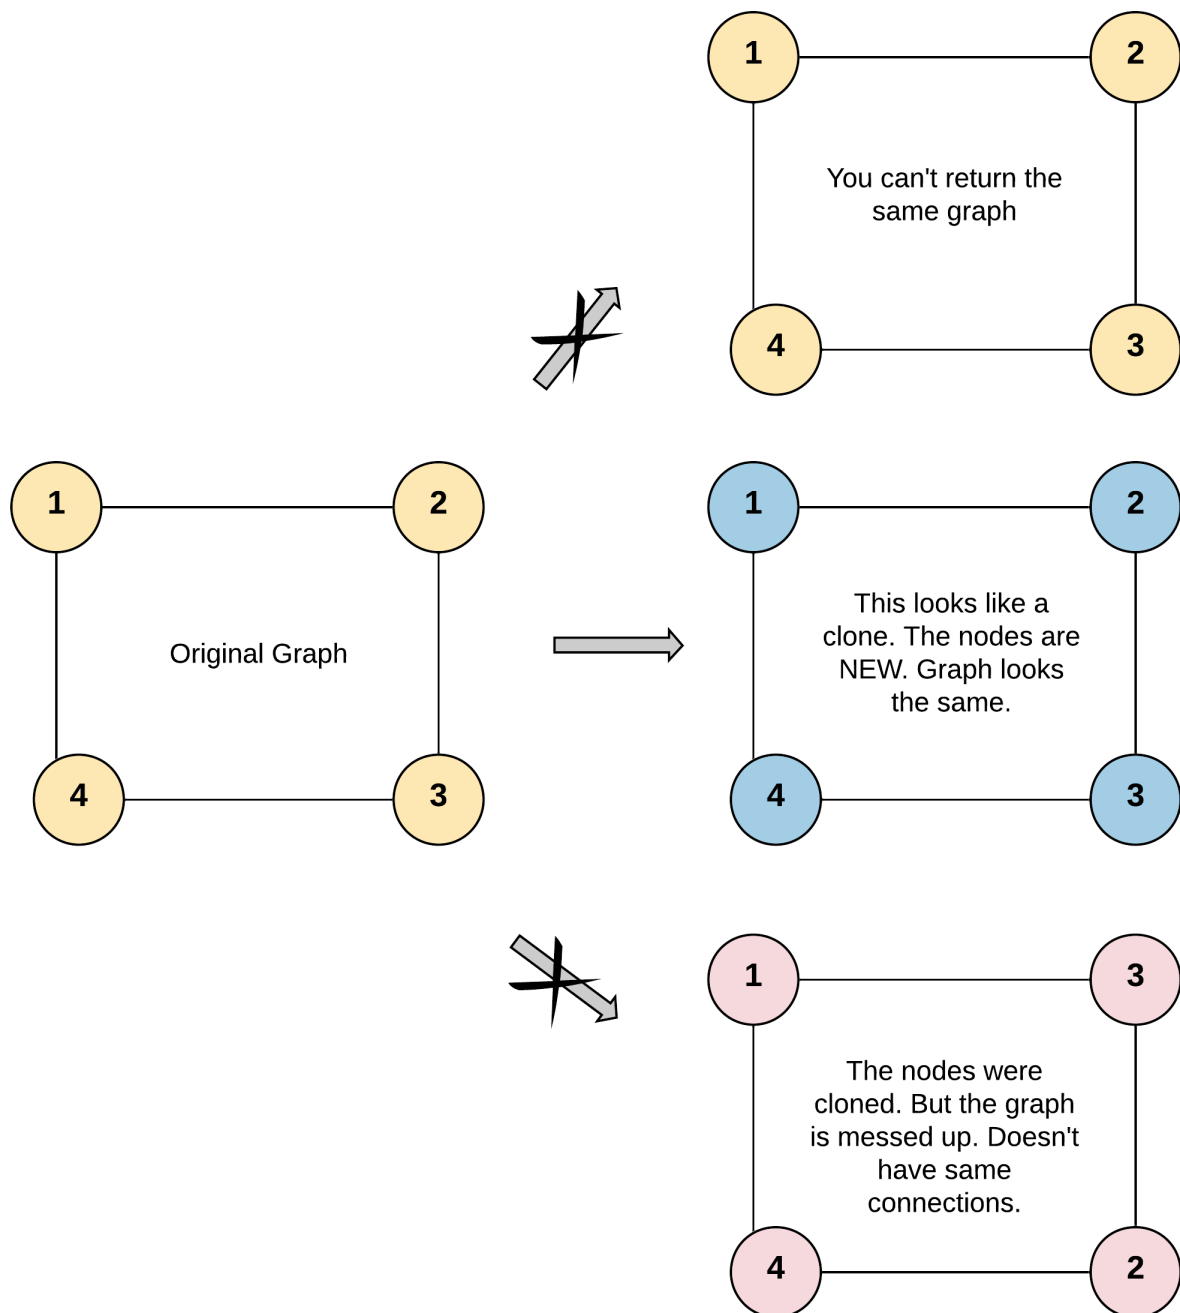 1
2
You can't return the
same graph
4
3
1
2
Original Graph
4
3
1
2
This looks like a
clone. The nodes are
NEW. Graph looks
the same.
4
3
1
3
The nodes were
cloned. But the graph
is messed up. Doesn't
have same
connections.
4
2